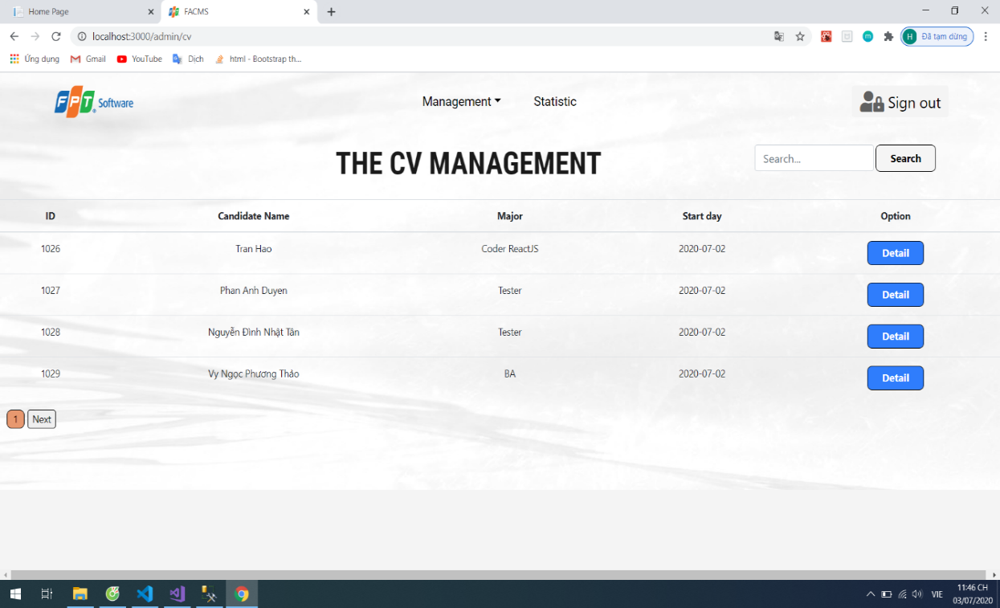 Home Page
FACMS
localhost:3000/admin/cv
H Đã tạm dừng
Ứng dụng Gmail YouTube Dịch html - Bootstrap th...
FPT Software
Management Statistic
Sign out
THE CV MANAGEMENT
Search... Search
ID Candidate Name Major Start day Option
1026 Tran Hao Coder ReactJS 2020-07-02 Detail
1027 Phan Anh Duyen Tester 2020-07-02 Detail
1028 Nguyễn Đình Nhật Tân Tester 2020-07-02 Detail
1029 Vy Ngọc Phương Thảo BA 2020-07-02 Detail
1 Next
VIE
11:46 CH
03/07/2020